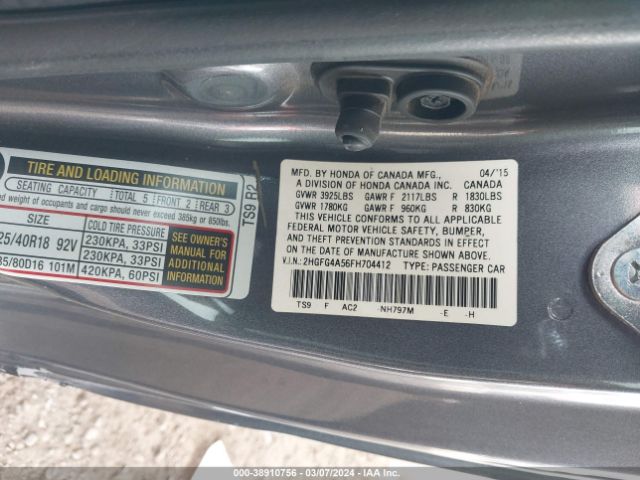 TIRE AND LOADING INFORMATION
SEATING CAPACITY TOTAL 5 FRONT 2 REAR 3
weight of occupants and cargo should never exceed 385kg or 850lbs.
SIZE COLD TIRE PRESSURE
25/40R18 92V 230KPA, 33PSI
230KPA, 33PSI
35/80D16 101M 420KPA, 60PSI
SEE OWNER'S
MANUAL FOR
ADDITIONAL
INFORMATION
TS9 R2
MFD. BY HONDA OF CANADA MFG., 04/'15
A DIVISION OF HONDA CANADA INC. CANADA
GVWR 3925LBS GAWR F 2117LBS R 1830LBS
GVWR 1780KG GAWR F 960KG R 830KG
THIS VEHICLE CONFORMS TO ALL APPLICABLE
FEDERAL MOTOR VEHICLE SAFETY, BUMPER,
AND THEFT PREVENTION STANDARDS IN EFFECT
ON THE DATE OF MANUFACTURE SHOWN ABOVE.
V.I.N.: 2HGFG4A56FH704412 TYPE: PASSENGER CAR
TS9 F AC2 -NH797M -E -H
000-38910756 - 03/07/2024 - IAA Inc.